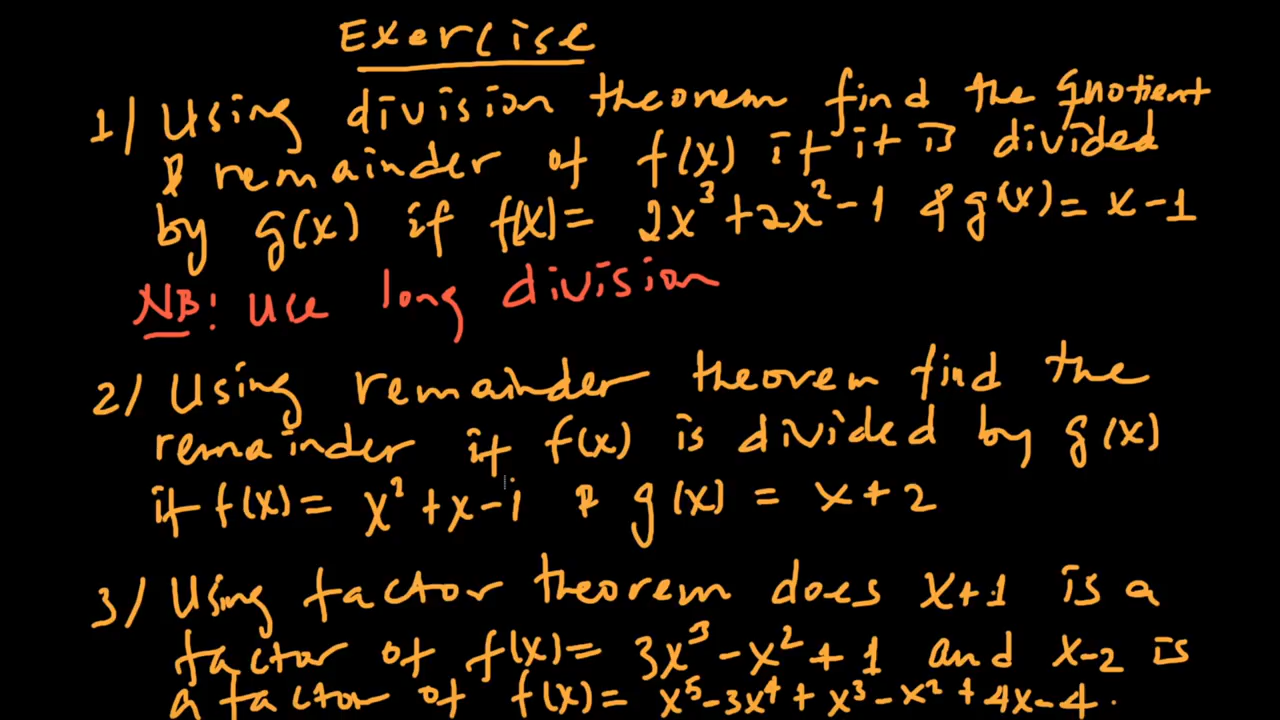 Exercise
1) Using division theorem find the quotient
& remainder of f(x) if it is divided
by g(x) if f(x) = 2x³ + 2x² - 1 & g(x) = x - 1
NB! Use long division
2) Using remainder theorem find the
remainder if f(x) is divided by g(x)
if f(x) = x² + x - i & g(x) = x + 2
3) Using factor theorem does x+1 is a
factor of f(x) = 3x³ - x² + 1 and x-2 is
a factor of f(x) = x⁵ - 3x⁴ + x³ - x² + 4x - 4.